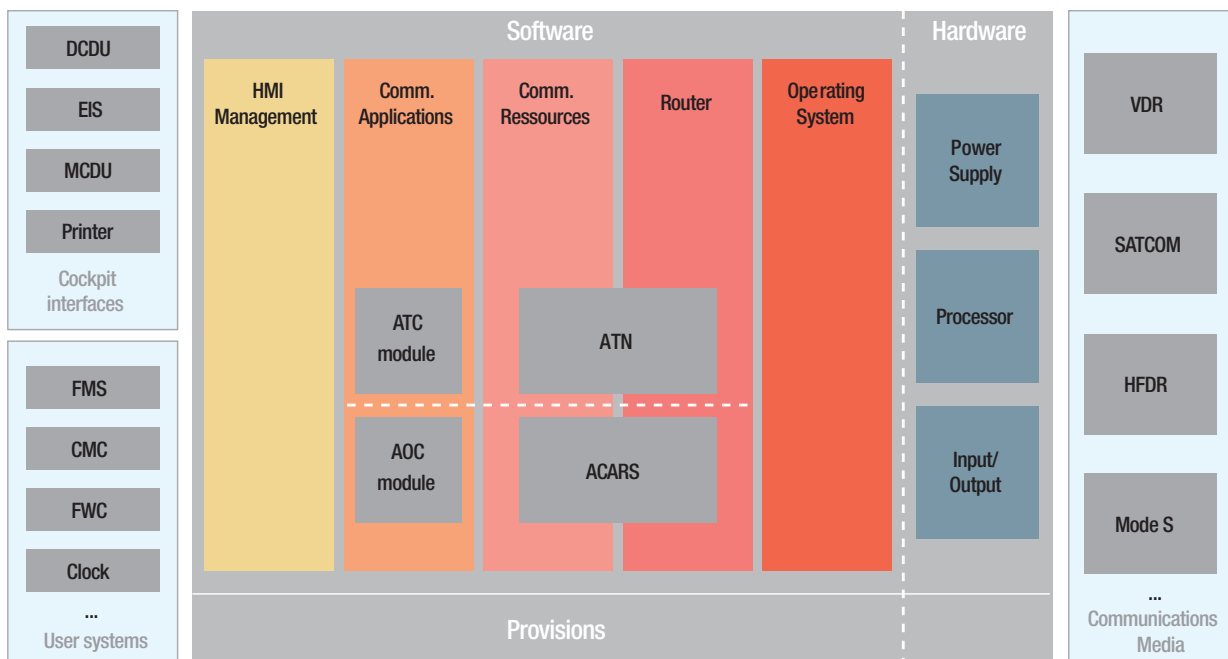 DCDU
EIS
MCDU
Printer
Cockpit
interfaces
FMS
CMC
FWC
Clock
...
User systems
Software
HMI
Management
Comm.
Applications
Comm.
Ressources
Router
Operating
System
ATC
module
ATN
AOC
module
ACARS
Provisions
Hardware
Power
Supply
Processor
Input/
Output
VDR
SATCOM
HFDR
Mode S
...
Communications
Media